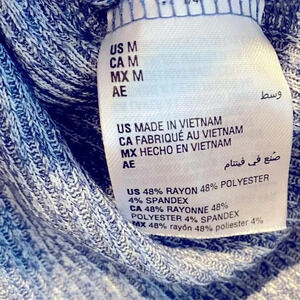 US M
CA M
MX M
AE وسط
US MADE IN VIETNAM
CA FABRIQUÉ AU VIETNAM
MX HECHO EN VIETNAM
AE صنع في فيتنام
US 48% RAYON 48% POLYESTER
4% SPANDEX
CA 48% RAYONNE 48%
POLYESTER 4% SPANDEX
MX 48% rayón 48% poliester 4%